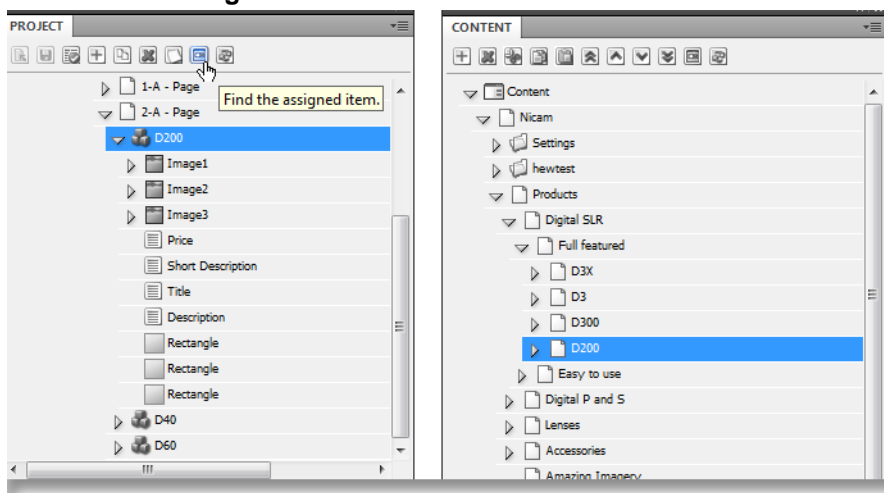 PROJECT
1-A - Page
Find the assigned item.
2-A - Page
D200
Image1
Image2
Image3
Price
Short Description
Title
Description
Rectangle
Rectangle
Rectangle
D40
D60
CONTENT
Content
Nicam
Settings
hewtest
Products
Digital SLR
Full featured
D3X
D3
D300
D200
Easy to use
Digital P and S
Lenses
Accessories
Amazing Imagery